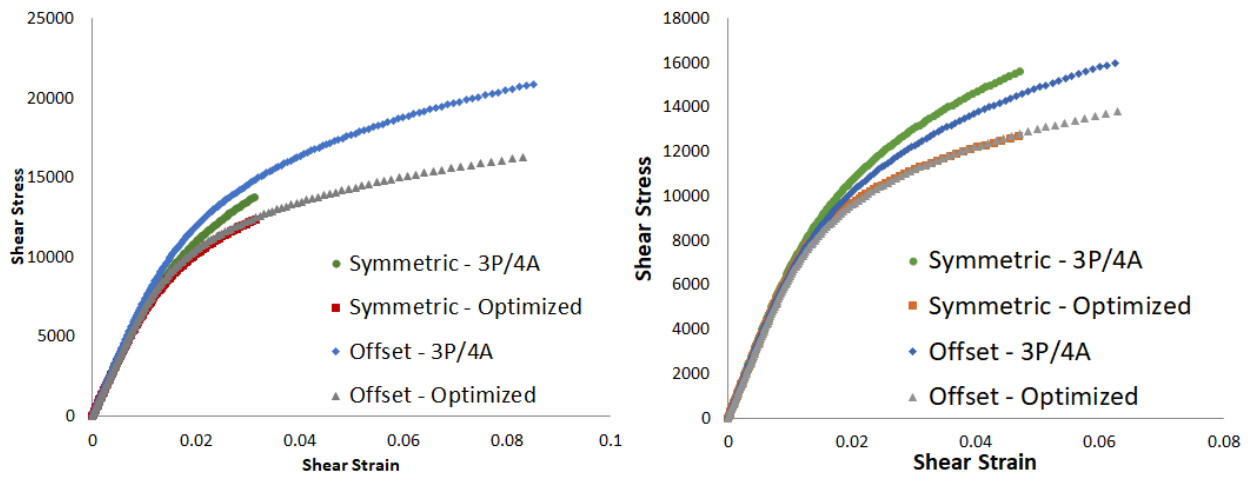 25000
20000
15000
10000
5000
0
Shear Stress
0
0.02
0.04
0.06
0.08
0.1
Shear Strain
Symmetric - 3P/4A
Symmetric - Optimized
Offset - 3P/4A
Offset - Optimized
18000
16000
14000
12000
10000
8000
6000
4000
2000
0
Shear Stress
0
0.02
0.04
0.06
0.08
Shear Strain
Symmetric - 3P/4A
Symmetric - Optimized
Offset - 3P/4A
Offset - Optimized